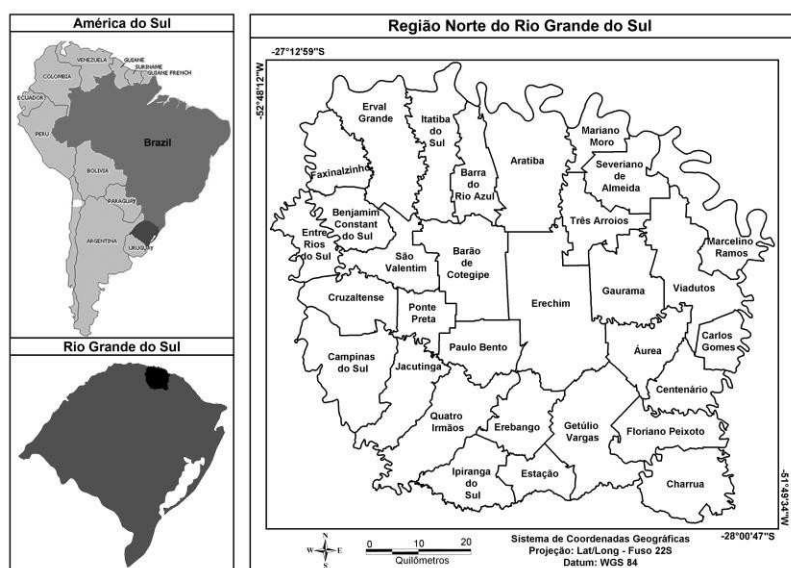 América do Sul
VENEZUELA
GUIANE
SURINAME
GUIANE FRENCH
COLOMBIA
ECUADOR
PERU
Brazil
BOLIVIA
PARAGUAY
ARGENTINA
URUGUAY
Rio Grande do Sul
Região Norte do Rio Grande do Sul
-27°12'59"S
-52°48'12"W
Erval
Grande
Itatiba
do
Sul
Barra
do
Rio Azul
Aratiba
Mariano
Moro
Severiano
de
Almeida
Faxinalzinho
Benjamim
Constant
do Sul
Entre
Rios
do Sul
São
Valentim
Barão
de
Cotegipe
Três Arroios
Marcelino
Ramos
Cruzaltense
Ponte
Preta
Erechim
Gaurama
Viadutos
Campinas
do Sul
Jacutinga
Paulo Bento
Áurea
Carlos
Gomes
Centenário
Quatro
Irmãos
Erebango
Getúlio
Vargas
Floriano Peixoto
Ipiranga
do
Sul
Estação
Charrua
-51°49'34"W
-28°00'47"S
N
W E
S
0 10 20
Quilômetros
Sistema de Coordenadas Geográficas
Projeção: Lat/Long - Fuso 22S
Datum: WGS 84